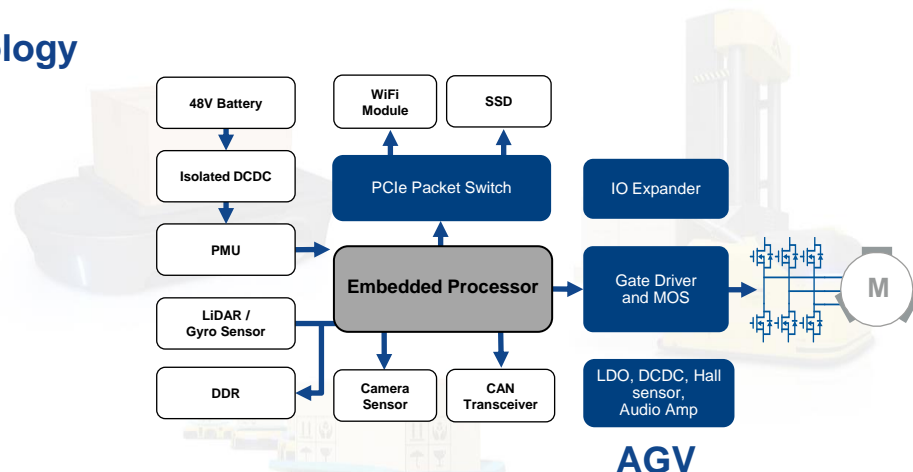 ology
48V Battery
WiFi
Module
SSD
Isolated DCDC
PCIe Packet Switch
IO Expander
PMU
Embedded Processor
Gate Driver
and MOS
M
LiDAR /
Gyro Sensor
DDR
Camera
Sensor
CAN
Transceiver
LDO, DCDC, Hall
sensor,
Audio Amp
AGV